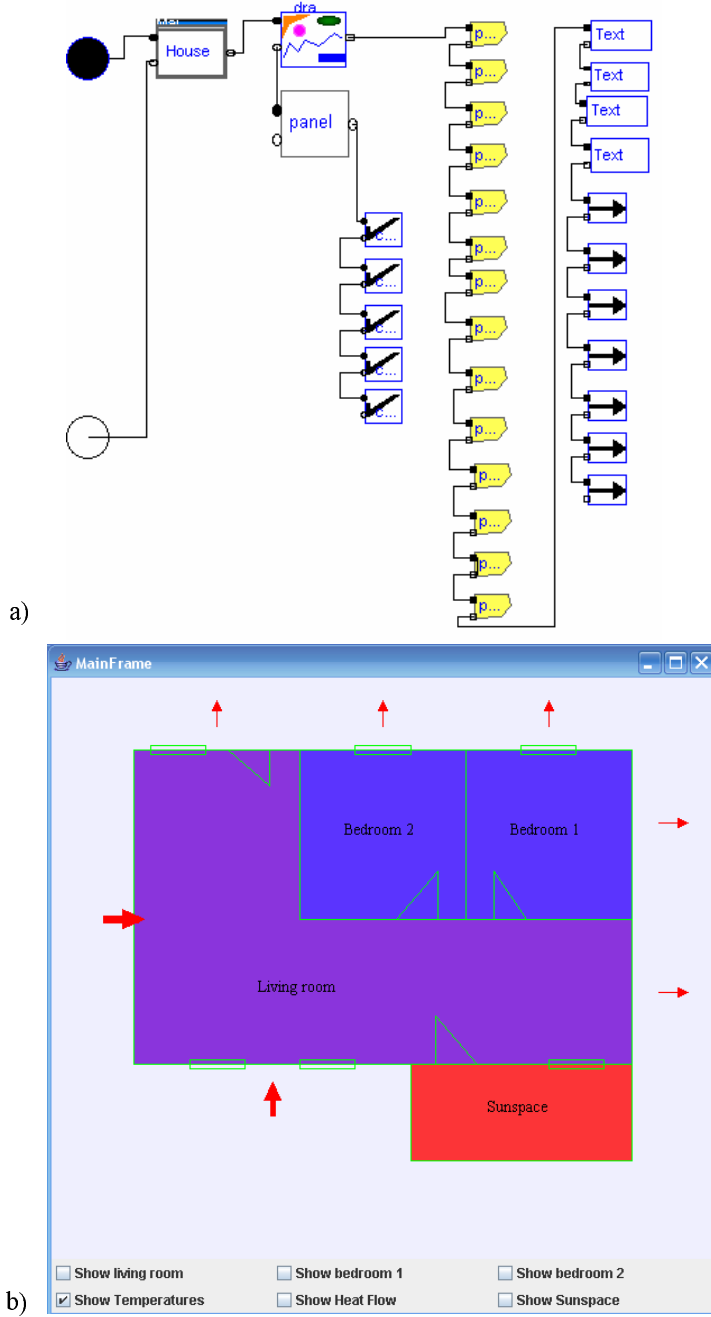 dra
House
p...
Text
p...
Text
p...
Text
panel
p...
Text
p...
c...
p...
c...
p...
c...
p...
c...
p...
c...
p...
p...
p...
p...
p...
a)
MainFrame
Bedroom 2
Bedroom 1
Living room
Sunspace
Show living room
Show bedroom 1
Show bedroom 2
b)
Show Temperatures
Show Heat Flow
Show Sunspace